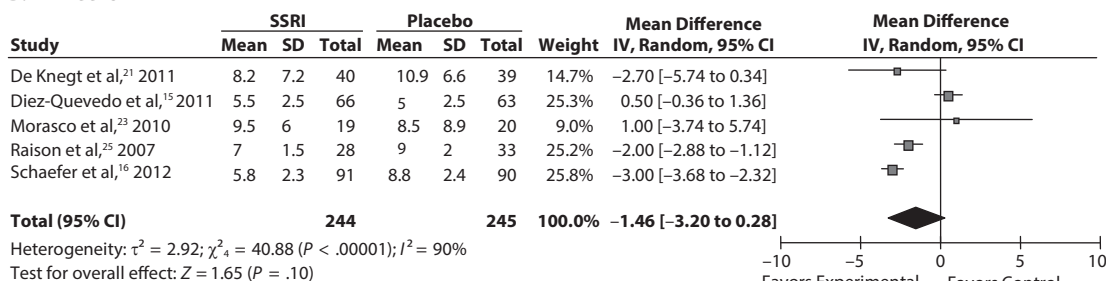 SSRI Placebo Mean Difference Mean Difference
Study Mean SD Total Mean SD Total Weight IV, Random, 95% CI IV, Random, 95% CI
De Knegt et al,²¹ 2011 8.2 7.2 40 10.9 6.6 39 14.7% −2.70 [−5.74 to 0.34]
Diez-Quevedo et al,¹⁵ 2011 5.5 2.5 66 5 2.5 63 25.3% 0.50 [−0.36 to 1.36]
Morasco et al,²³ 2010 9.5 6 19 8.5 8.9 20 9.0% 1.00 [−3.74 to 5.74]
Raison et al,²⁵ 2007 7 1.5 28 9 2 33 25.2% −2.00 [−2.88 to −1.12]
Schaefer et al,¹⁶ 2012 5.8 2.3 91 8.8 2.4 90 25.8% −3.00 [−3.68 to −2.32]
Total (95% CI) 244 245 100.0% −1.46 [−3.20 to 0.28]
Heterogeneity: τ² = 2.92; χ²₄ = 40.88 (P < .00001); I² = 90%
Test for overall effect: Z = 1.65 (P = .10)
−10 −5 0 5 10
Favors Experimental Favors Control